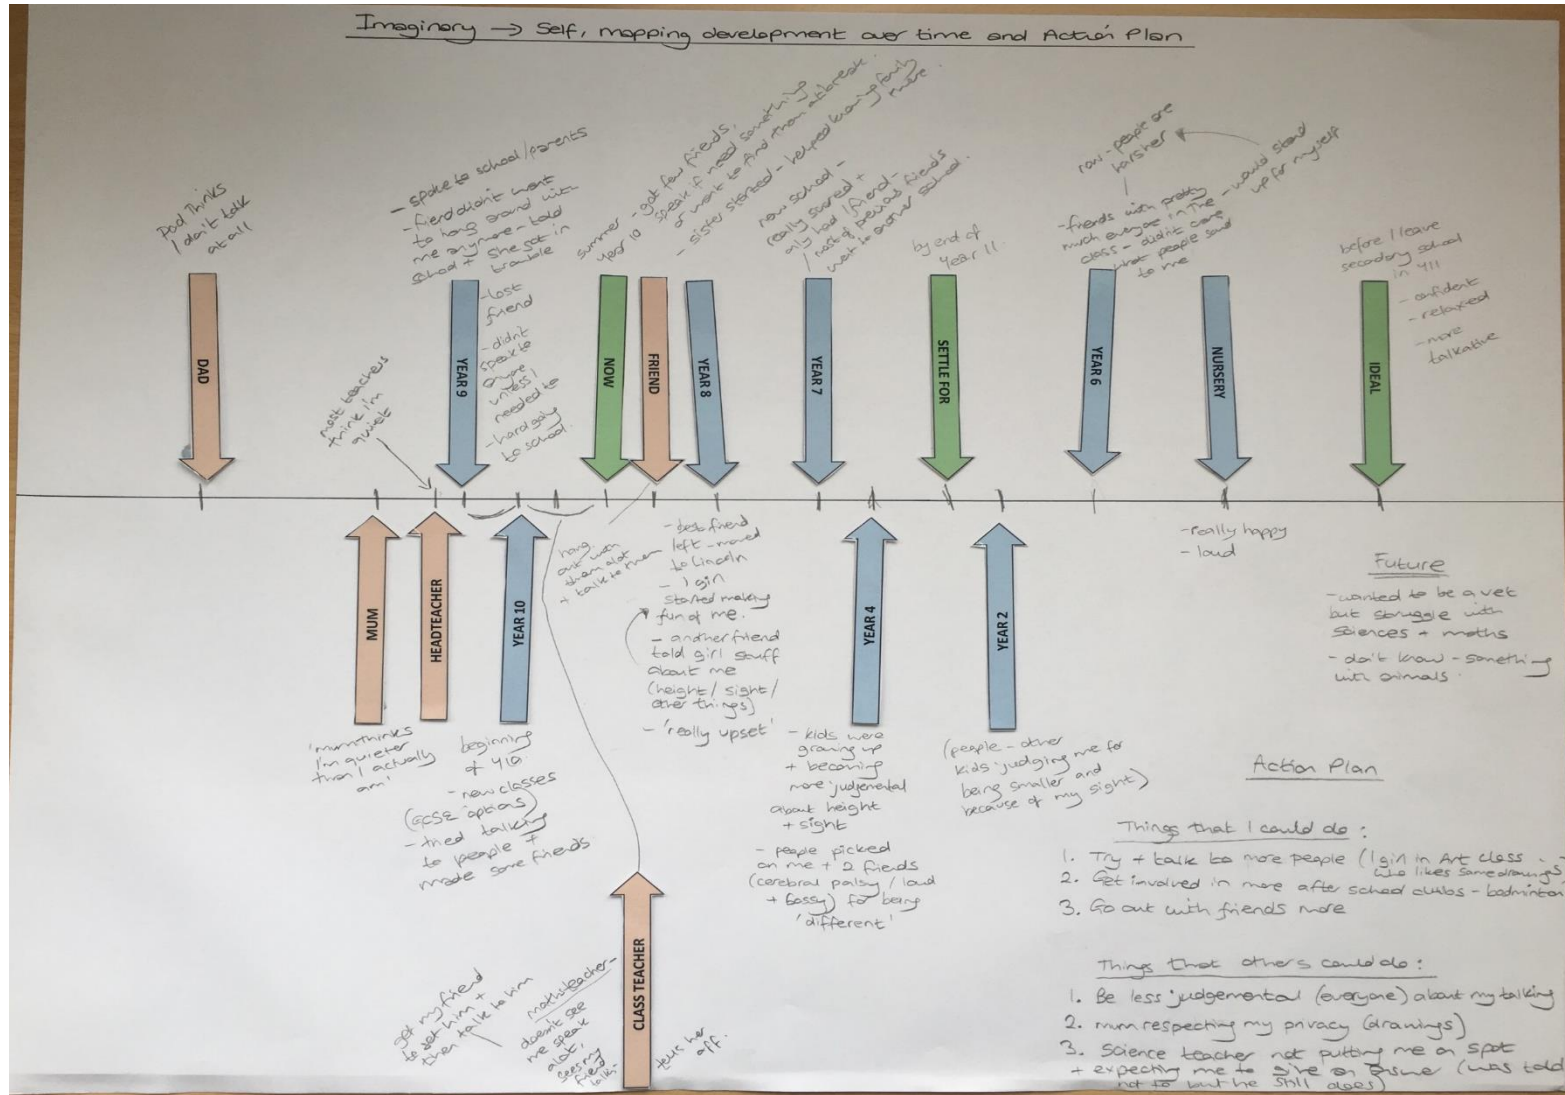 Imaginary → Self, mapping development over time and Action Plan
Dad thinks
I don't talk
at all
DAD
most teachers
think I'm
quiet
- spoke to school/parents
- friend didn't want
to hang around with
me anymore - told
school + she got in
trouble
YEAR 9
- lost
friend
- didn't
speak to
anyone
unless I
needed to
- hard going
to school.
summer - got few friends,
year 10 speak if need something
or want to find them at break.
- sister started - helped knowing family
there.
NOW
FRIEND
YEAR 8
new school -
really scared +
only had 1 friend -
most of previous friends
went to another school.
YEAR 7
by end of
year 11.
SETTLE FOR
now - people are
harsher
- friends with pretty
much everyone in the
class - didn't care
what people said
to me
- would stand
up for myself
YEAR 6
NURSERY
before I leave
secondary school
in Y11
- confident
- relaxed
- more
talkative
IDEAL
MUM
'mum thinks
I'm quieter
than I actually
am'
HEADTEACHER
YEAR 10
beginning
of Y10
- new classes
(GCSE options)
- tried talking
to people +
made some friends
hang
out with
them alot
+ talk to them
- best friend
left - moved
to Lincoln
- 1 girl
started making
fun of me.
- another friend
told girl stuff
about me
(height/sight/
other things)
- 'really upset'
YEAR 4
- kids were
growing up
+ becoming
more judgemental
about height
+ sight
- people picked
on me + 2 friends
(cerebral palsy / loud
+ bossy) for being
'different'
YEAR 2
(people - other
kids judging me for
being smaller and
because of my sight)
- really happy
- loud
CLASS TEACHER
got my friend
to get him +
then talk to him
maths teacher -
doesn't see
me speak
alot,
sees my
friend
talks -
tells her
off.
Future
- wanted to be a vet
but struggle with
sciences + maths
- don't know - something
with animals.
Action Plan
Things that I could do:
1. Try + talk to more people (1 girl in Art class
who likes same drawings)
2. Get involved in more after school clubs - badminton
3. Go out with friends more
Things that others could do:
1. Be less judgemental (everyone) about my talking
2. mum respecting my privacy (drawings)
3. Science teacher not putting me on spot
+ expecting me to give an answer (was told
not to but he still does)